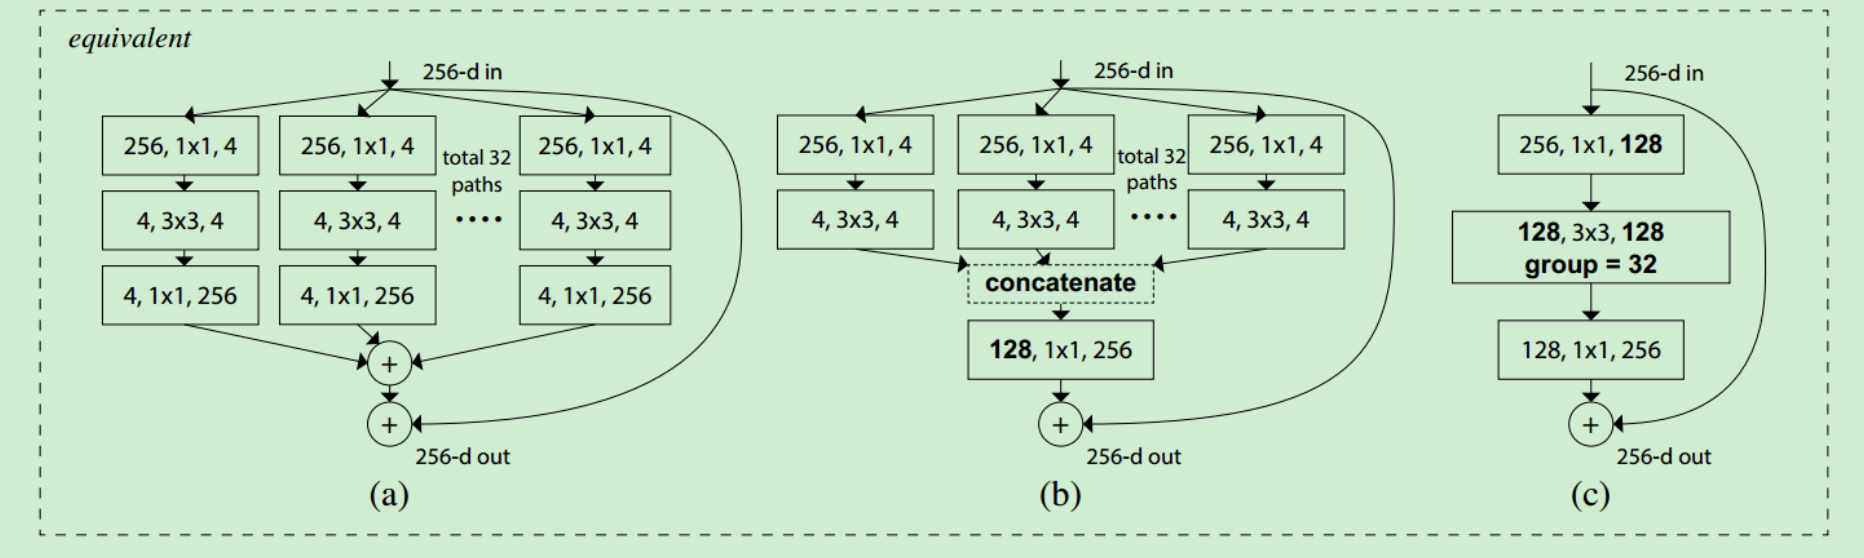 equivalent
256-d in
256, 1x1, 4
256, 1x1, 4
total 32
paths
256, 1x1, 4
4, 3x3, 4
4, 3x3, 4
....
4, 3x3, 4
4, 1x1, 256
4, 1x1, 256
4, 1x1, 256
+
+
256-d out
(a)
256-d in
256, 1x1, 4
256, 1x1, 4
total 32
paths
256, 1x1, 4
4, 3x3, 4
4, 3x3, 4
....
4, 3x3, 4
concatenate
128, 1x1, 256
+
256-d out
(b)
256-d in
256, 1x1, 128
128, 3x3, 128
group = 32
128, 1x1, 256
+
256-d out
(c)